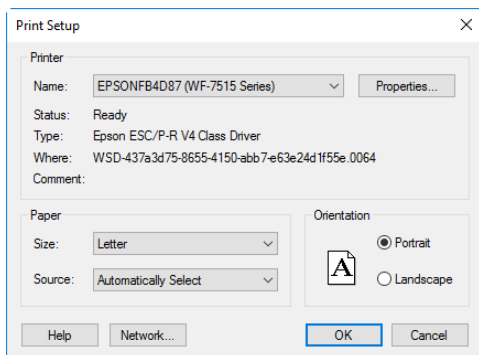 Print Setup
Printer
Name: EPSONFB4D87 (WF-7515 Series) Properties...
Status: Ready
Type: Epson ESC/P-R V4 Class Driver
Where: WSD-437a3d75-8655-4150-abb7-e63e24d1f55e.0064
Comment:
Paper
Size: Letter
Source: Automatically Select
Orientation
A
Portrait
Landscape
Help Network... OK Cancel